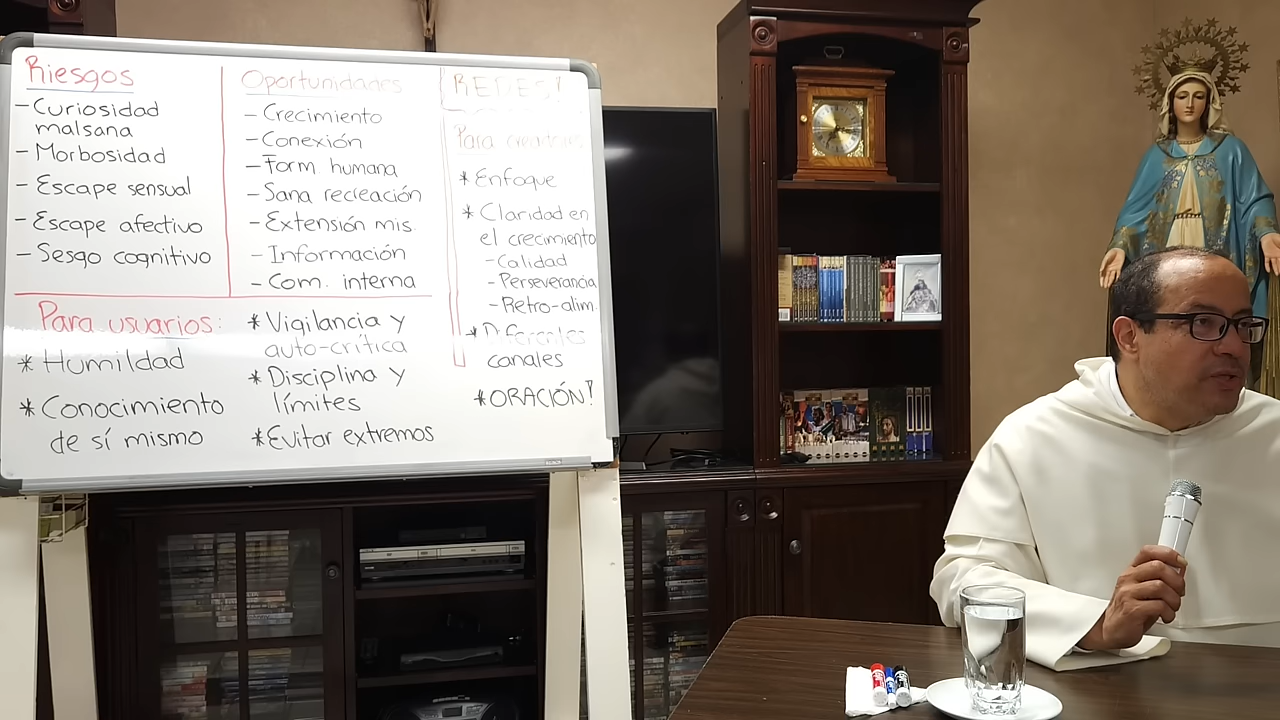 Riesgos
- Curiosidad
malsana
- Morbosidad
- Escape sensual
- Escape afectivo
- Sesgo cognitivo
Oportunidades
- Crecimiento
- Conexión
- Form. humana
- Sana recreación
- Extensión mis.
- Información
- Com. interna
REDES!
Para creadores
* Enfoque
* Claridad en
el crecimiento
- Calidad
- Perseverancia
- Retro-alim.
* Diferentes
canales
* ORACIÓN!
Para usuarios:
* Humildad
* Conocimiento
de sí mismo
* Vigilancia y
auto-crítica
* Disciplina y
límites
* Evitar extremos